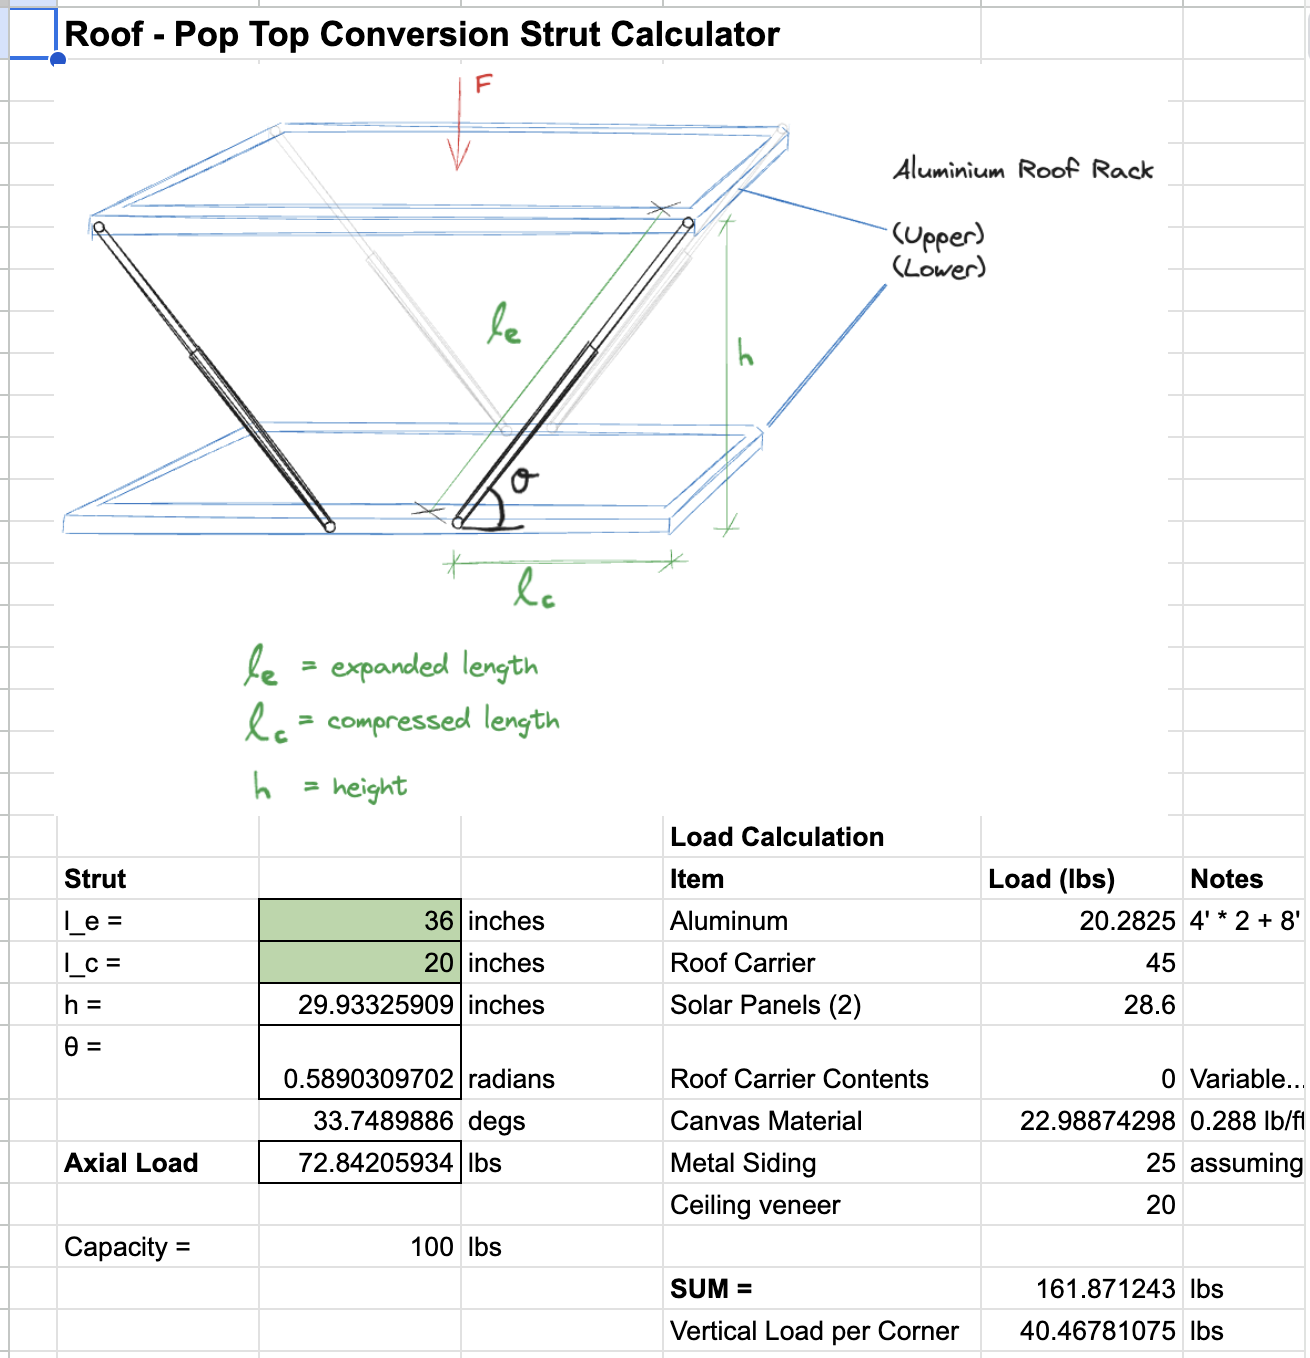 Roof - Pop Top Conversion Strut Calculator
F
Aluminium Roof Rack
(Upper)
(Lower)
le
h
θ
lc
le = expanded length
lc = compressed length
h = height
Load Calculation
Strut Item Load (lbs) Notes
l_e = 36 inches Aluminum 20.2825 4' * 2 + 8'
l_c = 20 inches Roof Carrier 45
h = 29.93325909 inches Solar Panels (2) 28.6
θ =
0.5890309702 radians Roof Carrier Contents 0 Variable...
33.7489886 degs Canvas Material 22.98874298 0.288 lb/ft
Axial Load 72.84205934 lbs Metal Siding 25 assuming
Ceiling veneer 20
Capacity = 100 lbs
SUM = 161.871243 lbs
Vertical Load per Corner 40.46781075 lbs